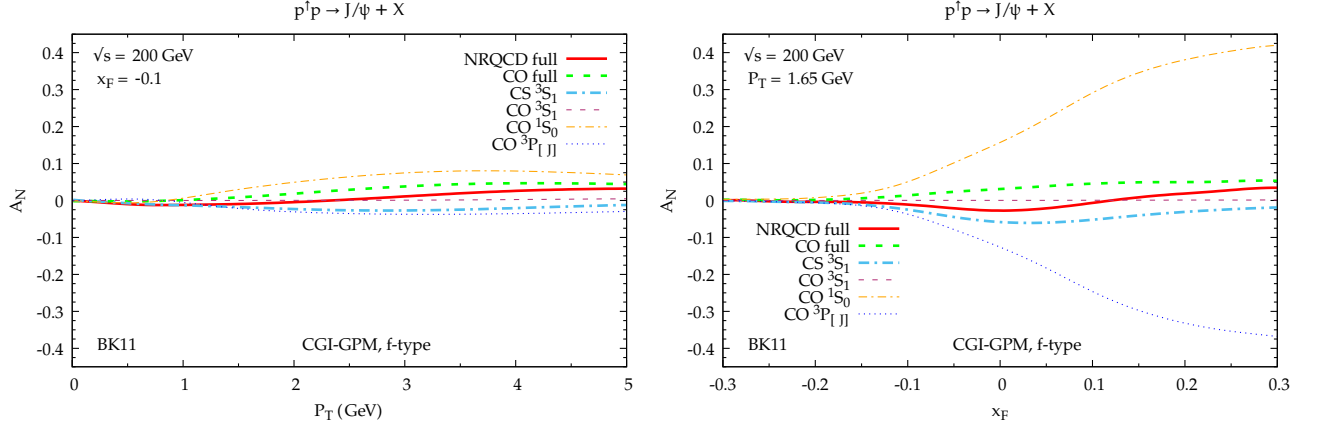 p↑p → J/ψ + X
√s = 200 GeV
x_F = -0.1
NRQCD full
CO full
CS ³S₁
CO ³S₁
CO ¹S₀
CO ³P_[J]
A_N
0.4
0.3
0.2
0.1
0
-0.1
-0.2
-0.3
-0.4
BK11
CGI-GPM, f-type
0 1 2 3 4 5
P_T (GeV)
p↑p → J/ψ + X
√s = 200 GeV
P_T = 1.65 GeV
A_N
0.4
0.3
0.2
0.1
0
-0.1
-0.2
-0.3
-0.4
NRQCD full
CO full
CS ³S₁
CO ³S₁
CO ¹S₀
CO ³P_[J]
BK11
CGI-GPM, f-type
-0.3 -0.2 -0.1 0 0.1 0.2 0.3
x_F